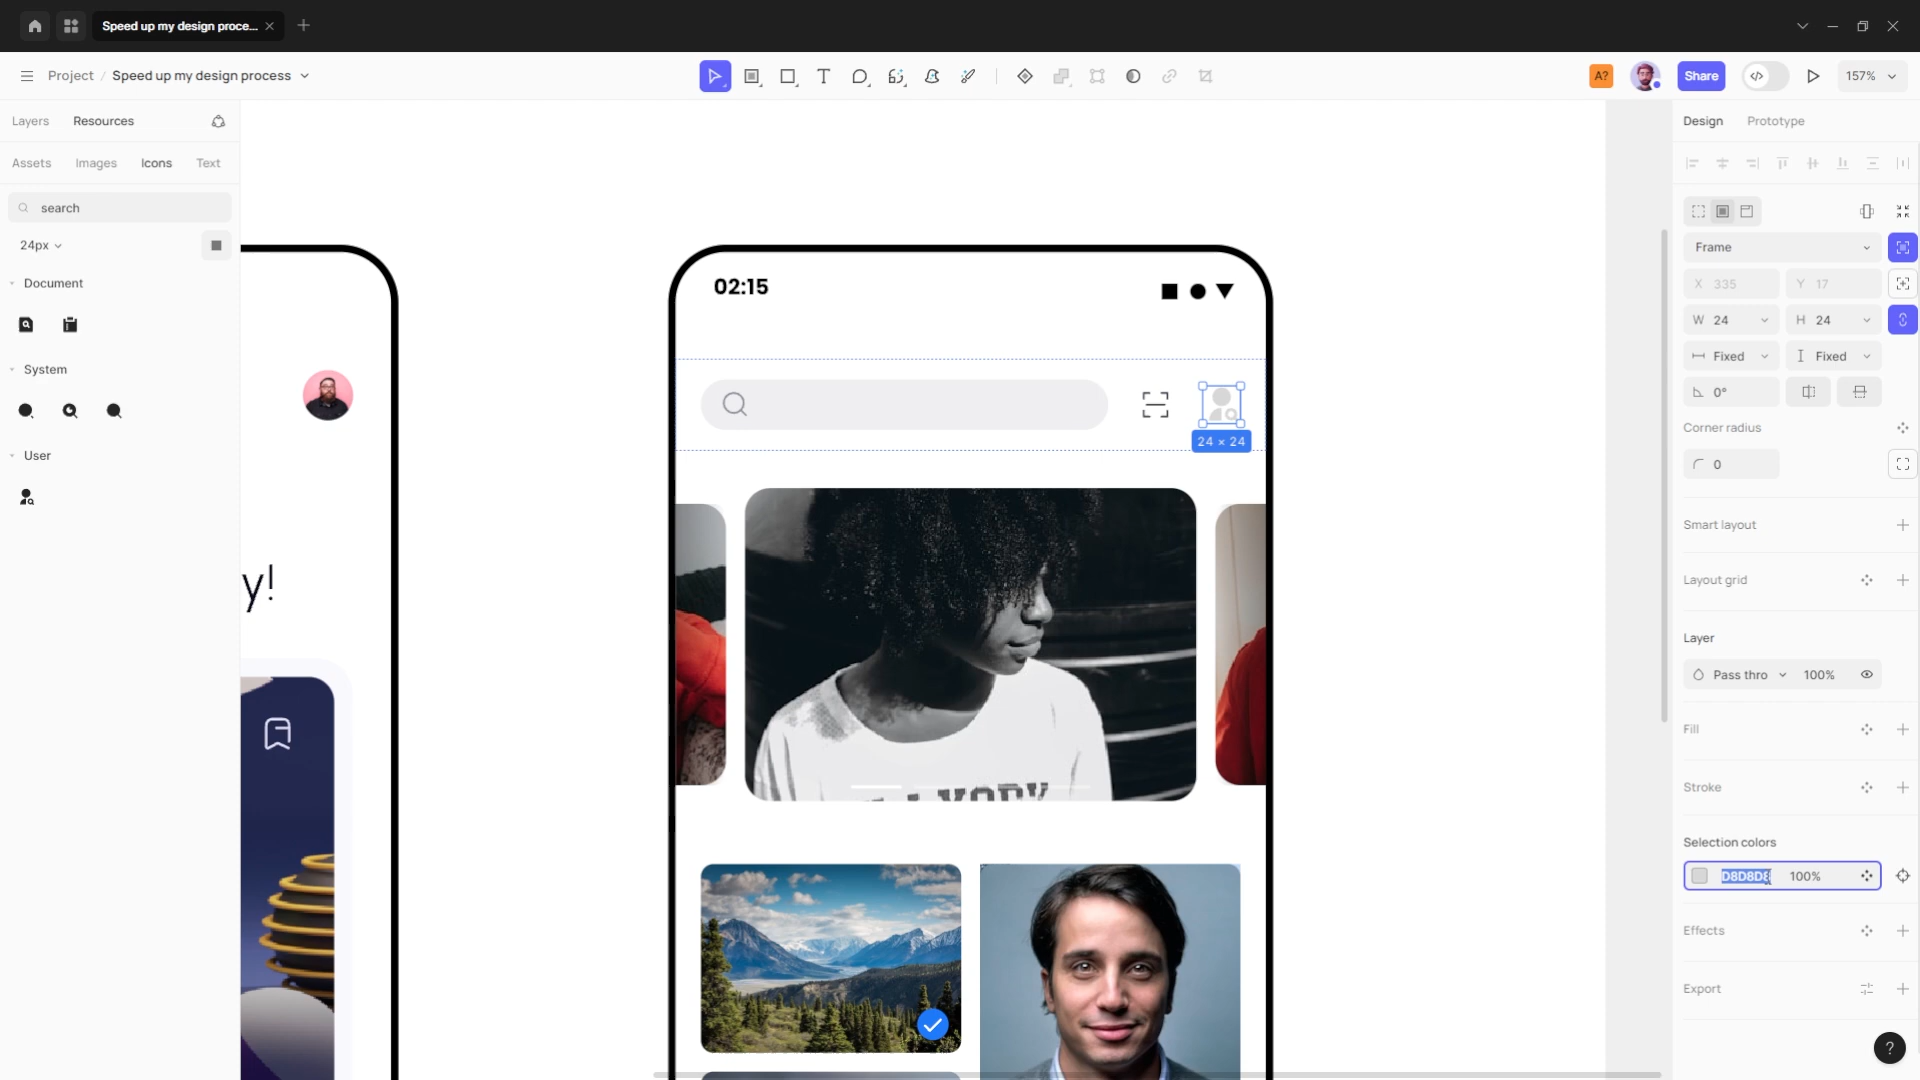 Speed up my design proce...
Project / Speed up my design process
A?
Share
157%
Layers
Resources
Assets
Images
Icons
Text
search
24px
Document
System
User
y!
02:15
24 × 24
Design
Prototype
Frame
X 335
Y 17
W 24
H 24
Fixed
Fixed
0°
Corner radius
0
Smart layout
Layout grid
Layer
Pass thro
100%
Fill
Stroke
Selection colors
D8D8D8
100%
Effects
Export
?